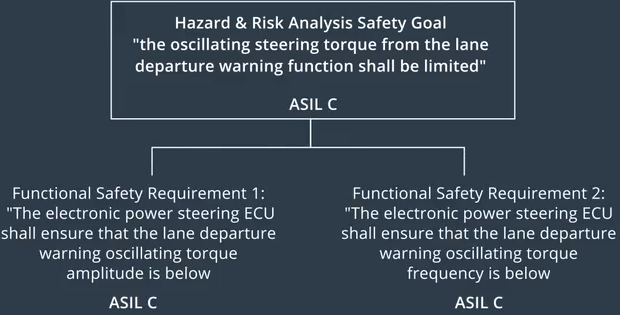 Hazard & Risk Analysis Safety Goal
"the oscillating steering torque from the lane
departure warning function shall be limited"
ASIL C
Functional Safety Requirement 1:
"The electronic power steering ECU
shall ensure that the lane departure
warning oscillating torque
amplitude is below
ASIL C
Functional Safety Requirement 2:
"The electronic power steering ECU
shall ensure that the lane departure
warning oscillating torque
frequency is below
ASIL C